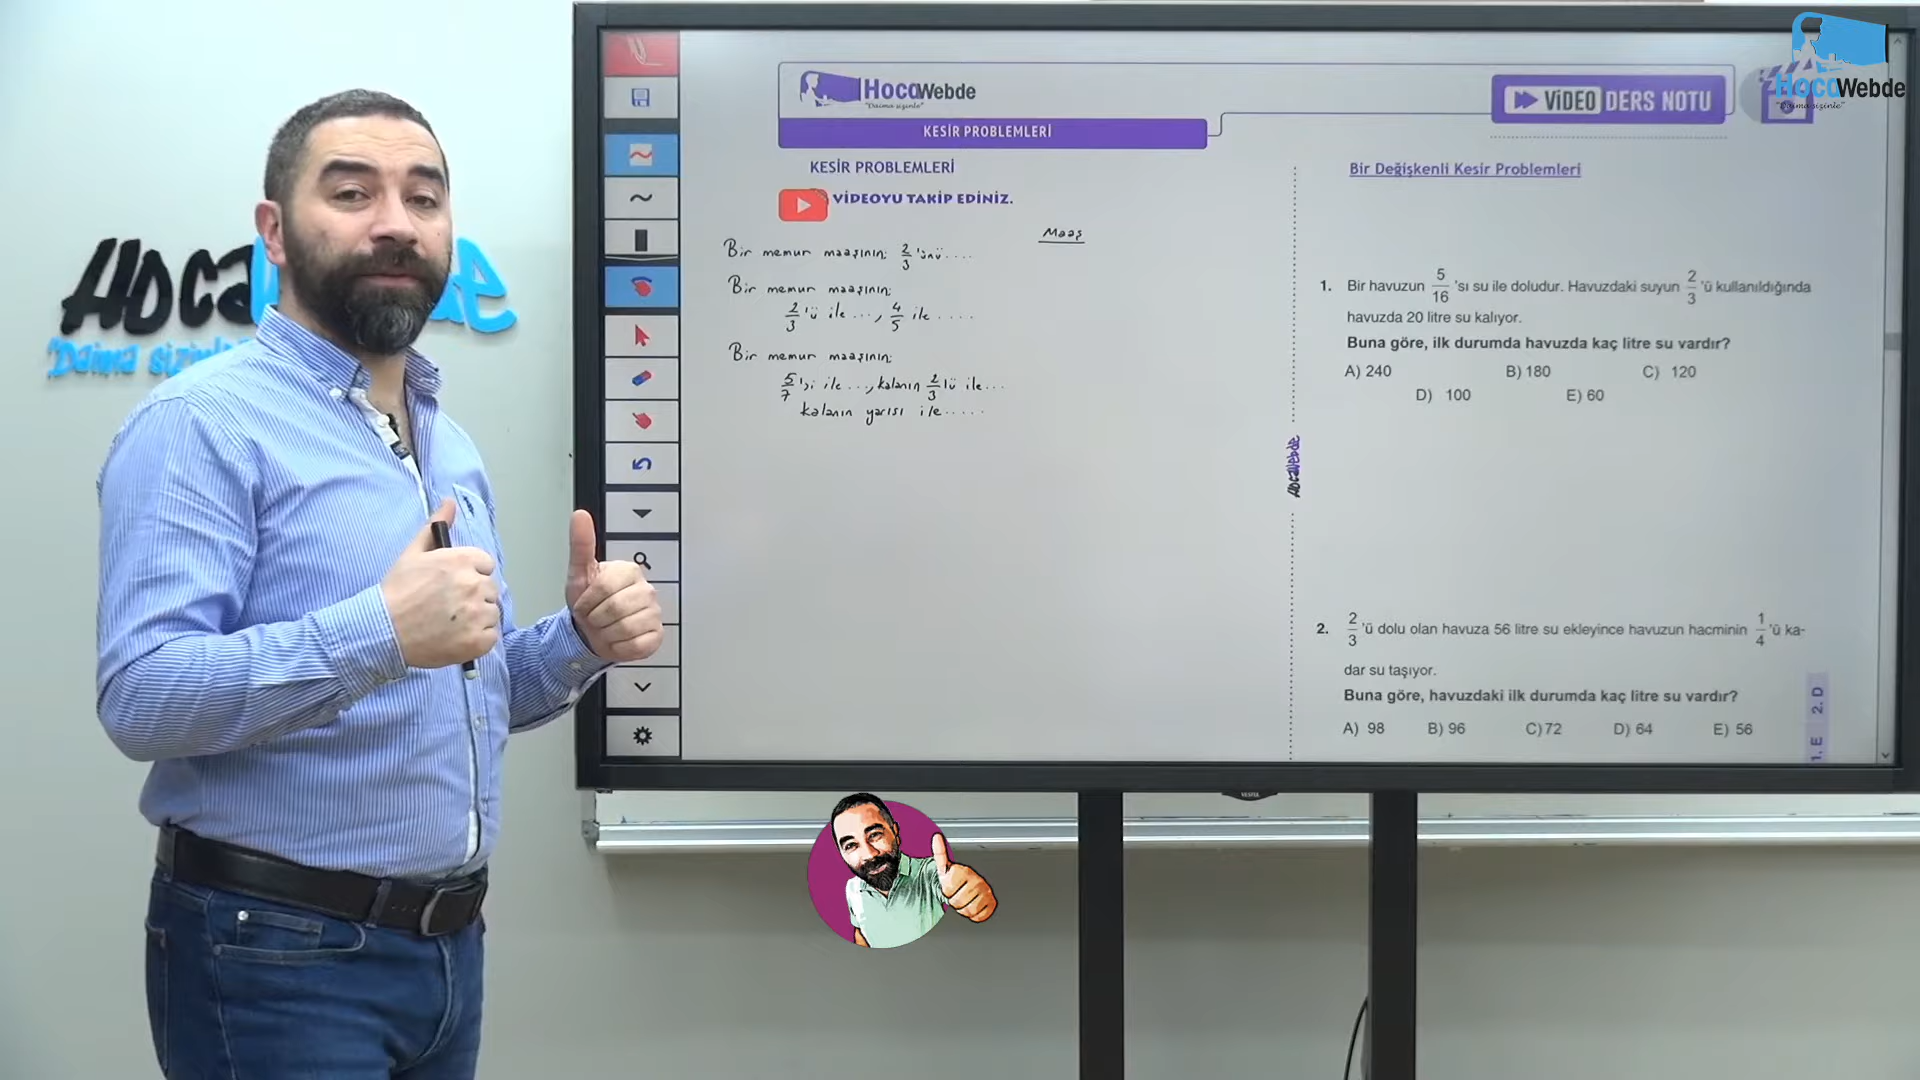 HocaWebde
"Daima sizinle"
HocaWebde
"Daima sizinle"
VİDEO DERS NOTU
HocaWebde
"Daima sizinle"
KESİR PROBLEMLERİ
KESİR PROBLEMLERİ
VİDEOYU TAKİP EDİNİZ.
Maaş
Bir memur maaşının 2/3 'ünü ....
Bir memur maaşının
2/3 'ü ile ..., 4/5 ile ....
Bir memur maaşının
5/7 'si ile ..., kalanın 2/3 'ü ile ...
kalanın yarısı ile .....
HocaWebde
Bir Değişkenli Kesir Problemleri
1. Bir havuzun 5/16 'sı su ile doludur. Havuzdaki suyun 2/3 'ü kullanıldığında
havuzda 20 litre su kalıyor.
Buna göre, ilk durumda havuzda kaç litre su vardır?
A) 240 B) 180 C) 120
D) 100 E) 60
2. 2/3 'ü dolu olan havuza 56 litre su ekleyince havuzun hacminin 1/4 'ü ka-
dar su taşıyor.
Buna göre, havuzdaki ilk durumda kaç litre su vardır?
A) 98 B) 96 C) 72 D) 64 E) 56
1. E 2. D